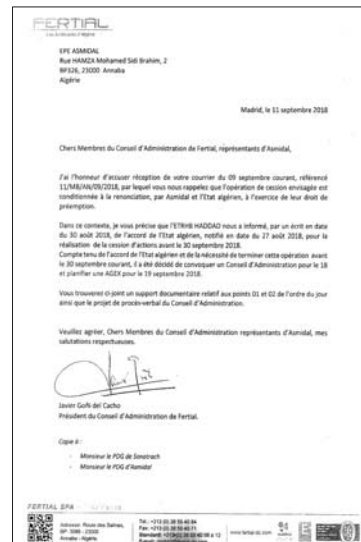 FERTIAL
EPE ASMIDAL
Rue HAMZA Mohamed Sidi Brahim, 2
BP326, 23000 Annaba
Algérie
Madrid, le 11 septembre 2018
Chers Membres du Conseil d'Administration de Fertial, représentants d'Asmidal,
J'ai l'honneur d'accuser réception de votre courrier du 09 septembre courant, référencé
11/MB/AN/09/2018, par lequel vous nous rappelez que l'opération de cession envisagée est
conditionnée à la renonciation, par Asmidal et l'Etat algérien, à l'exercice de leur droit de
préemption.
Dans ce contexte, je vous précise que l'ETRHB HADDAD nous a informé, par un écrit en date
du 30 août 2018, de l'accord de l'Etat algérien, notifié en date du 27 août 2018, pour la
réalisation de la cession d'actions avant le 30 septembre 2018.
Compte tenu de l'accord de l'Etat algérien et de la nécessité de terminer cette opération avant
le 30 septembre courant, il a été décidé de convoquer un Conseil d'Administration pour le 18
et planifier une AGEX pour le 19 septembre 2018.
Vous trouverez ci-joint un support documentaire relatif aux points 01 et 02 de l'ordre du jour
ainsi que le projet de procès-verbal du Conseil d'Administration.
Veuillez agréer, Chers Membres du Conseil d'Administration représentants d'Asmidal, mes
salutations respectueuses.
Javier Goñi del Cacho
Président du Conseil d'Administration de Fertial.
Copie à :
- Monsieur le PDG de Sonatrach
- Monsieur le PDG d'Asmidal
FERTIAL SPA
Adresse: Route des Salines,
BP: 3088 - 23000
Annaba - Algérie